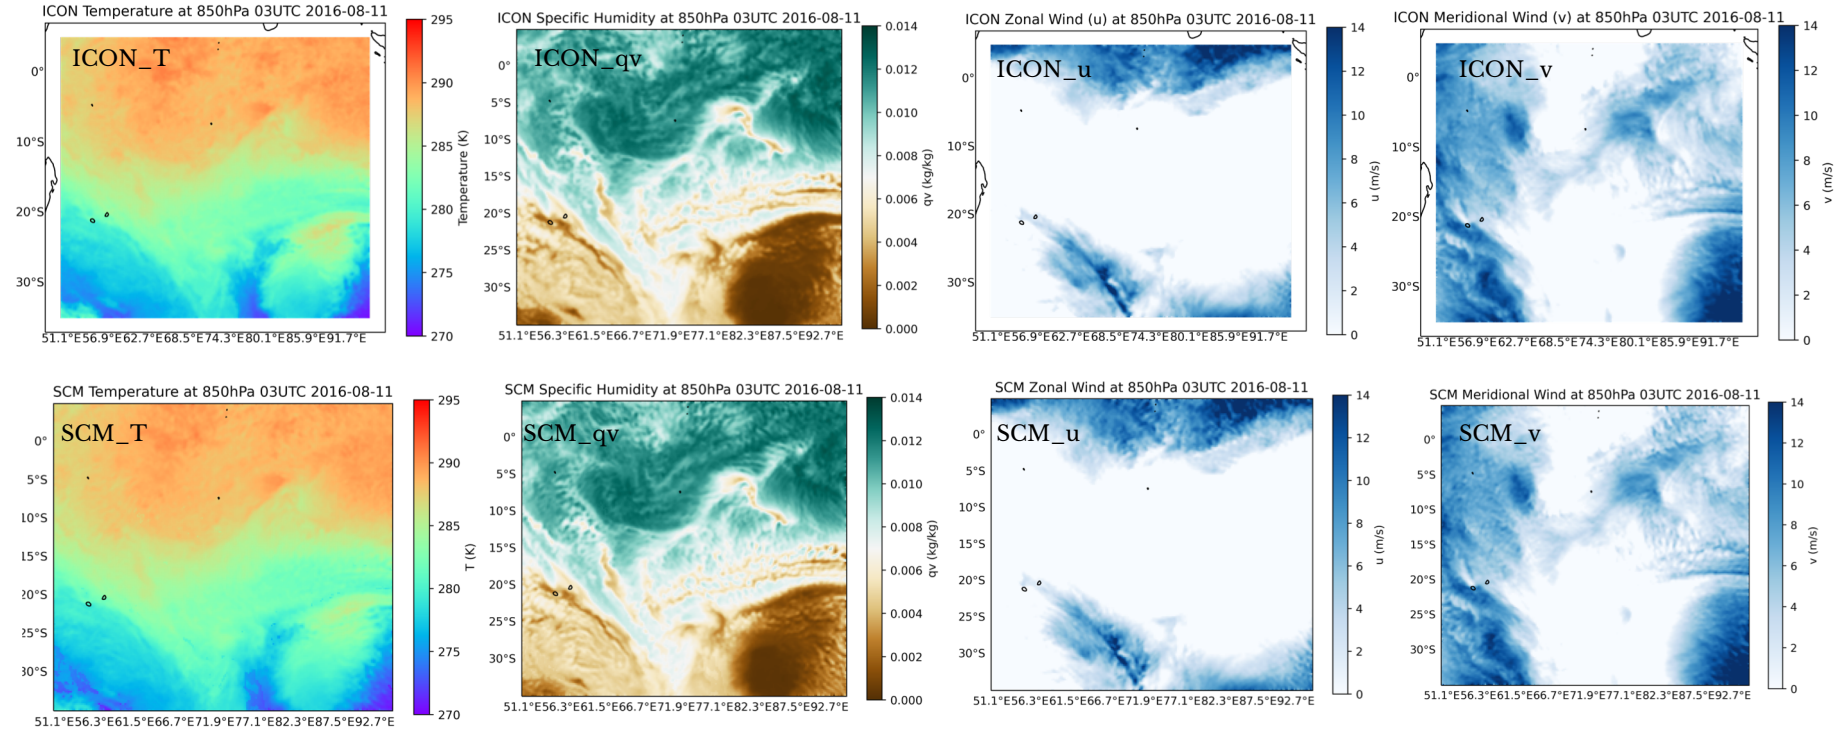 ICON Temperature at 850hPa 03UTC 2016-08-11
ICON_T
0°
10°S
20°S
30°S
51.1°E56.9°E62.7°E68.5°E74.3°E80.1°E85.9°E91.7°E
295
290
285
280
275
270
Temperature (K)
ICON Specific Humidity at 850hPa 03UTC 2016-08-11
ICON_qv
0°
5°S
10°S
15°S
20°S
25°S
30°S
51.1°E56.3°E61.5°E66.7°E71.9°E77.1°E82.3°E87.5°E92.7°E
0.014
0.012
0.010
0.008
0.006
0.004
0.002
0.000
qv (kg/kg)
ICON Zonal Wind (u) at 850hPa 03UTC 2016-08-11
ICON_u
0°
10°S
20°S
30°S
51.1°E56.9°E62.7°E68.5°E74.3°E80.1°E85.9°E91.7°E
14
12
10
8
6
4
2
0
u (m/s)
ICON Meridional Wind (v) at 850hPa 03UTC 2016-08-11
ICON_v
0°
10°S
20°S
30°S
51.1°E56.9°E62.7°E68.5°E74.3°E80.1°E85.9°E91.7°E
14
12
10
8
6
4
2
0
v (m/s)
SCM Temperature at 850hPa 03UTC 2016-08-11
SCM_T
0°
5°S
10°S
15°S
20°S
25°S
30°S
51.1°E56.3°E61.5°E66.7°E71.9°E77.1°E82.3°E87.5°E92.7°E
295
290
285
280
275
270
T (K)
SCM Specific Humidity at 850hPa 03UTC 2016-08-11
SCM_qv
0°
5°S
10°S
15°S
20°S
25°S
30°S
51.1°E56.3°E61.5°E66.7°E71.9°E77.1°E82.3°E87.5°E92.7°E
0.014
0.012
0.010
0.008
0.006
0.004
0.002
0.000
qv (kg/kg)
SCM Zonal Wind at 850hPa 03UTC 2016-08-11
SCM_u
0°
5°S
10°S
15°S
20°S
25°S
30°S
51.1°E56.3°E61.5°E66.7°E71.9°E77.1°E82.3°E87.5°E92.7°E
14
12
10
8
6
4
2
0
u (m/s)
SCM Meridional Wind at 850hPa 03UTC 2016-08-11
SCM_v
0°
5°S
10°S
15°S
20°S
25°S
30°S
51.1°E56.3°E61.5°E66.7°E71.9°E77.1°E82.3°E87.5°E92.7°E
14
12
10
8
6
4
2
0
v (m/s)